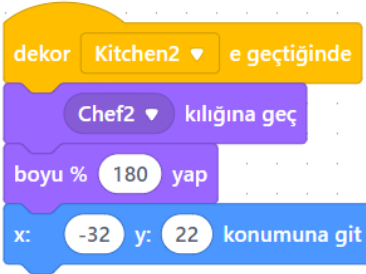 dekor Kitchen2 e geçtiğinde
Chef2 kılığına geç
boyu % 180 yap
x: -32 y: 22 konumuna git